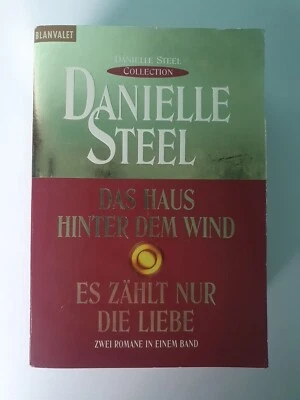 BLANVALET
DANIELLE STEEL
COLLECTION
DANIELLE
STEEL
DAS HAUS
HINTER DEM WIND
ES ZÄHLT NUR
DIE LIEBE
ZWEI ROMANE IN EINEM BAND